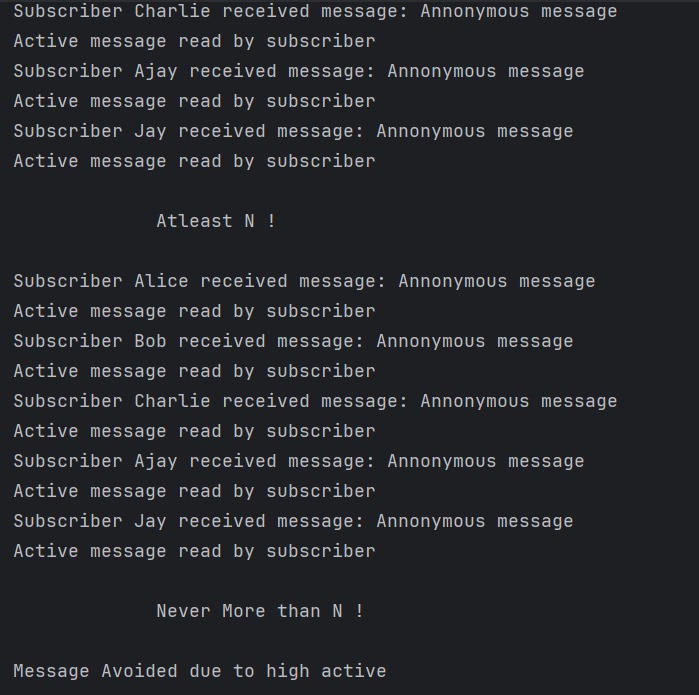 Subscriber Charlie received message: Annonymous message
Active message read by subscriber
Subscriber Ajay received message: Annonymous message
Active message read by subscriber
Subscriber Jay received message: Annonymous message
Active message read by subscriber
Atleast N !
Subscriber Alice received message: Annonymous message
Active message read by subscriber
Subscriber Bob received message: Annonymous message
Active message read by subscriber
Subscriber Charlie received message: Annonymous message
Active message read by subscriber
Subscriber Ajay received message: Annonymous message
Active message read by subscriber
Subscriber Jay received message: Annonymous message
Active message read by subscriber
Never More than N !
Message Avoided due to high active